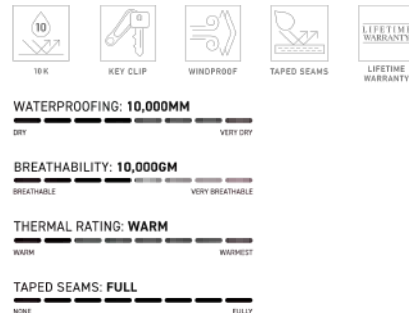 10
LIFETIME
WARRANTY
10K
KEY CLIP
WINDPROOF
TAPED SEAMS
LIFETIME
WARRANTY
WATERPROOFING: 10,000MM
DRY VERY DRY
BREATHABILITY: 10,000GM
BREATHABLE VERY BREATHABLE
THERMAL RATING: WARM
WARM WARMEST
TAPED SEAMS: FULL
NONE FULLY